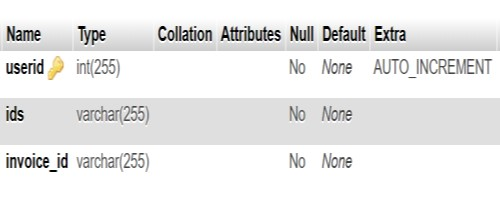 Name Type Collation Attributes Null Default Extra
userid int(255) No None AUTO_INCREMENT
ids varchar(255) No None
invoice_id varchar(255) No None